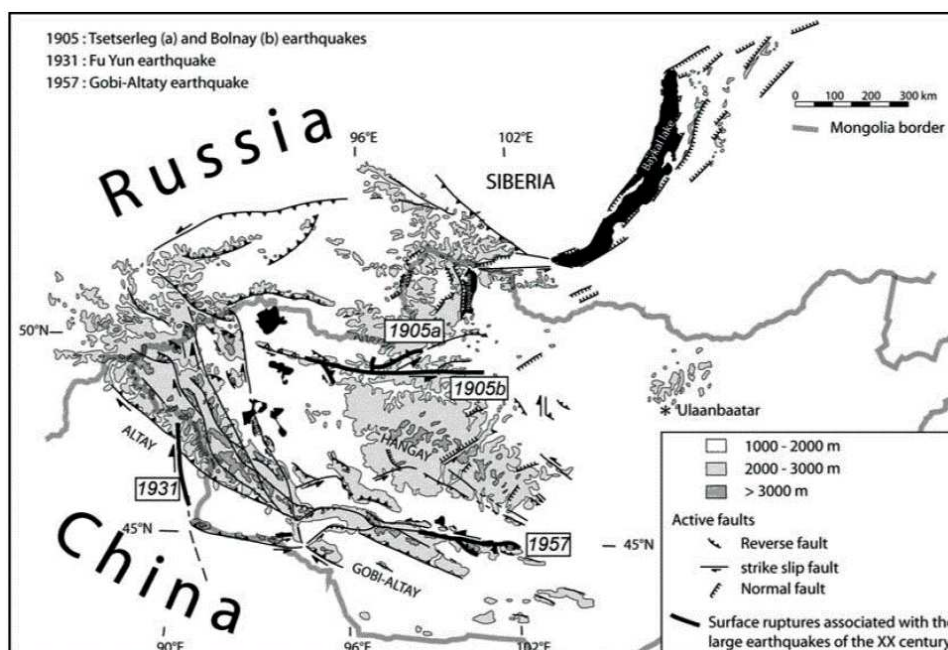 1905 : Tsetserleg (a) and Bolnay (b) earthquakes
1931 : Fu Yun earthquake
1957 : Gobi-Altaty earthquake
0 100 200 300 km
Mongolia border
Russia
96°E
102°E
SIBERIA
Baykal lake
50°N
1905a
1905b
Ulaanbaatar
ALTAY
HANGAY
1931
China
45°N
1957
45°N
GOBI-ALTAY
90°E
96°E
102°E
1000 - 2000 m
2000 - 3000 m
> 3000 m
Active faults
Reverse fault
strike slip fault
Normal fault
Surface ruptures associated with the
large earthquakes of the XX century